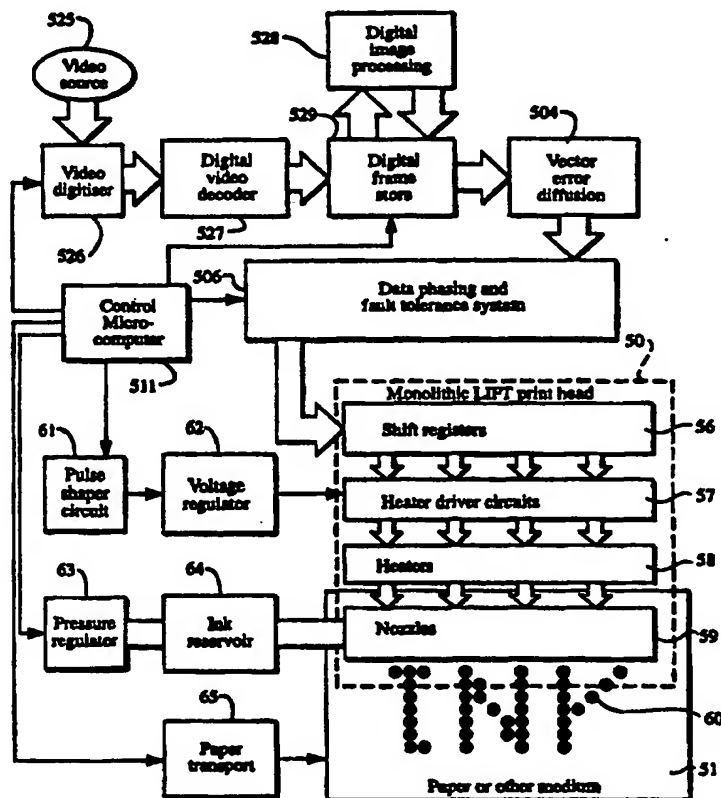 525
Video
source
528
Digital
image
processing
529
504
Video
digitiser
526
Digital
video
decoder
527
Digital
frame
store
Vector
error
diffusion
506
Data phasing and
fault tolerance system
Control
Micro-
computer
511
50
Monolithic LIFT print head
Shift registers
56
61
Pulse
shaper
circuit
62
Voltage
regulator
Heater driver circuits
57
Heaters
58
63
Pressure
regulator
64
Ink
reservoir
Nozzles
59
INK
60
65
Paper
transport
51
Paper or other medium